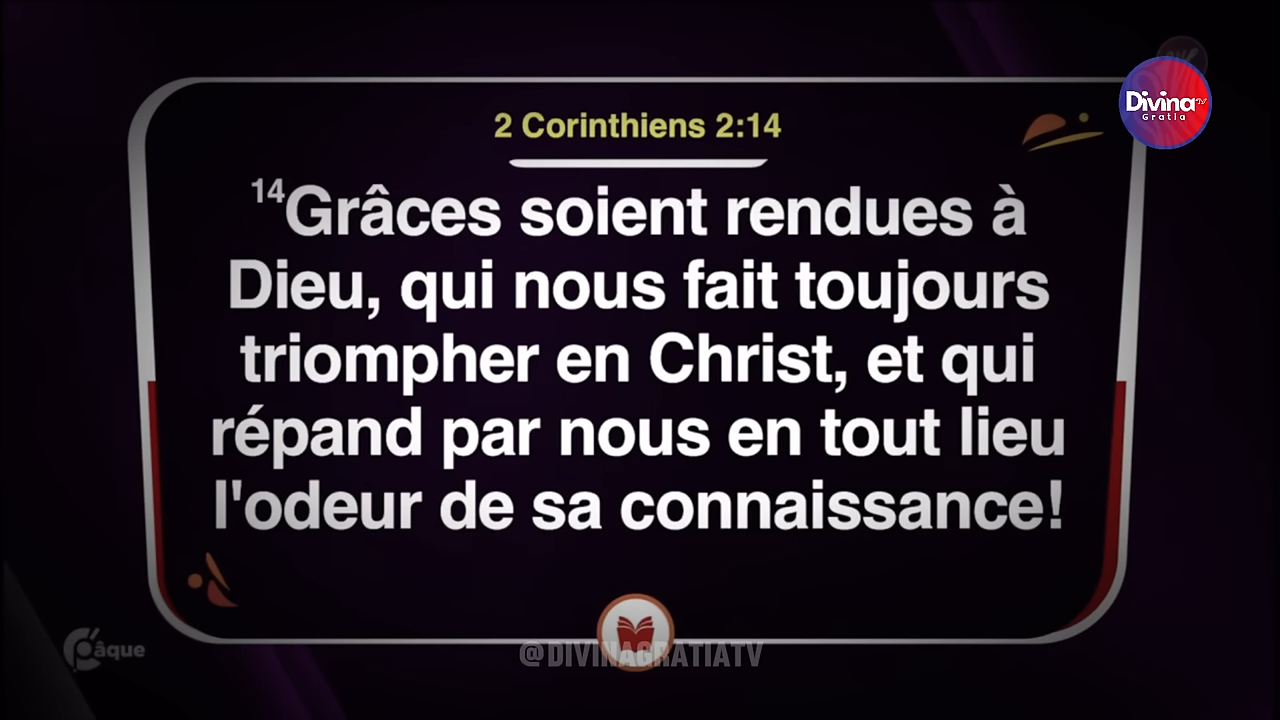 Divina TV
Gratia
2 Corinthiens 2:14
14Grâces soient rendues à
Dieu, qui nous fait toujours
triompher en Christ, et qui
répand par nous en tout lieu
l'odeur de sa connaissance!
Pâque
@DIVINAGRATIATV